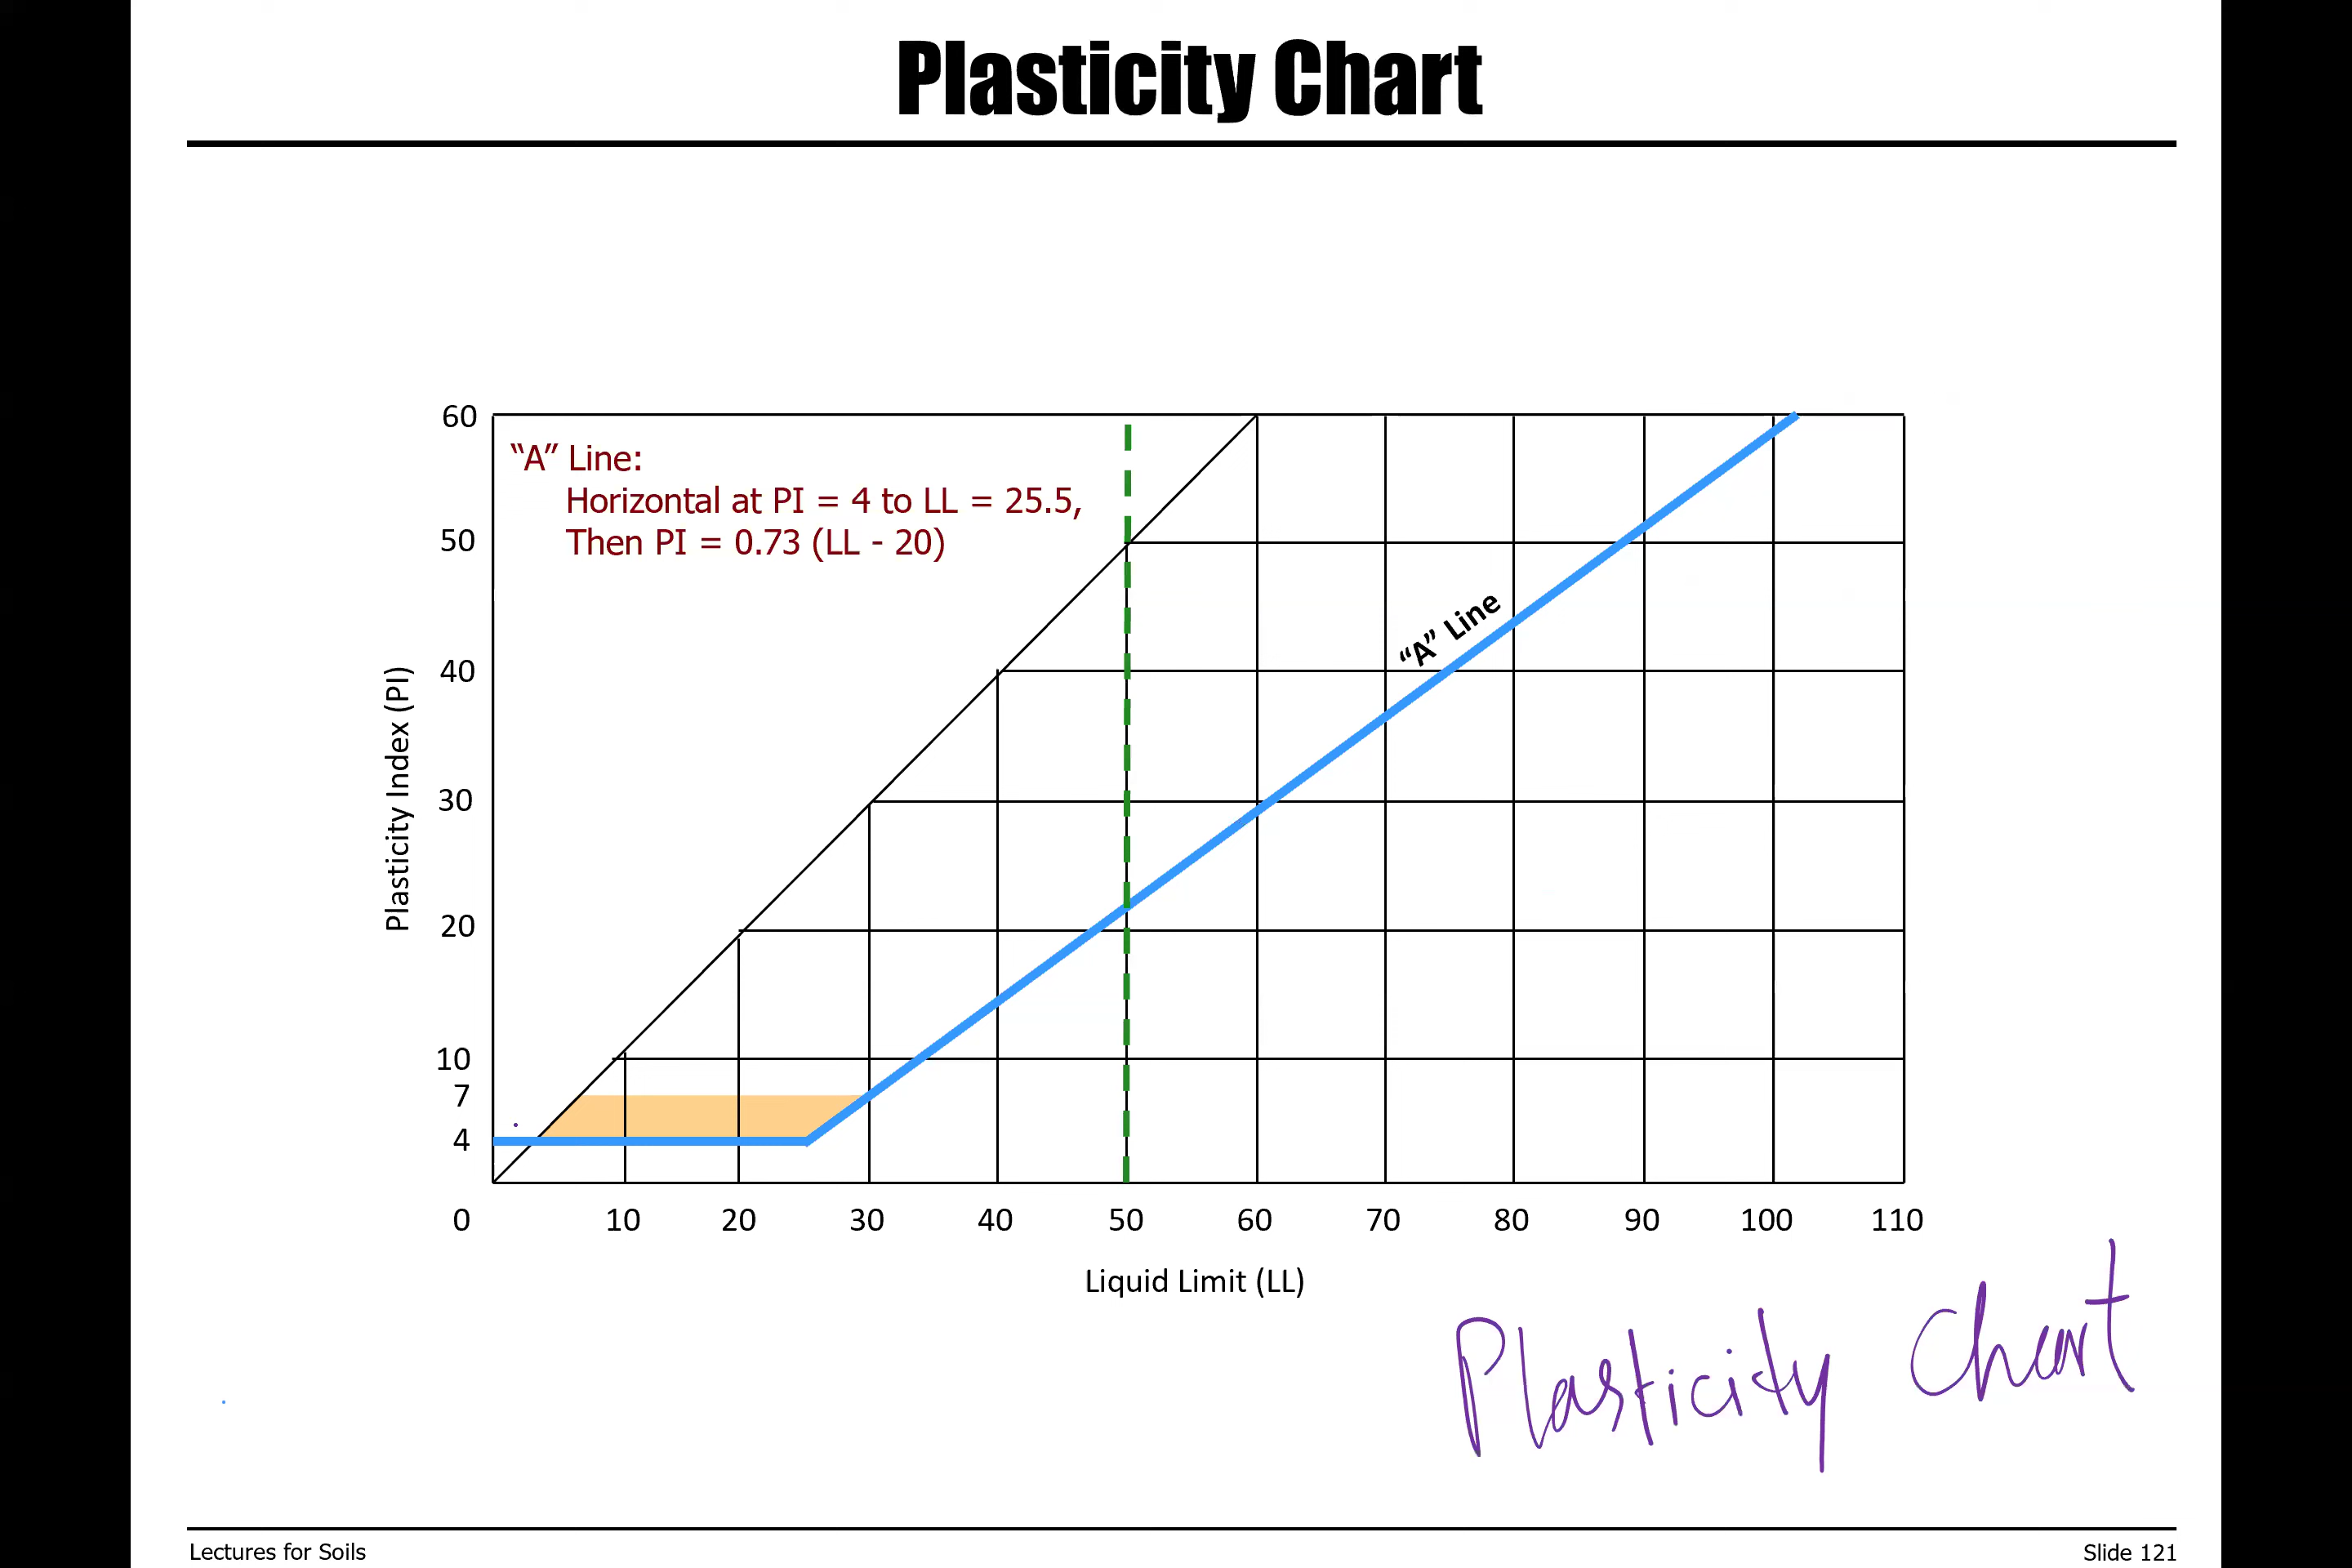 Plasticity Chart
60
50
40
30
20
10
7
4
0
Plasticity Index (PI)
“A” Line:
Horizontal at PI = 4 to LL = 25.5,
Then PI = 0.73 (LL - 20)
“A” Line
10 20 30 40 50 60 70 80 90 100 110
Liquid Limit (LL)
Plasticity Chart
Lectures for Soils
Slide 121